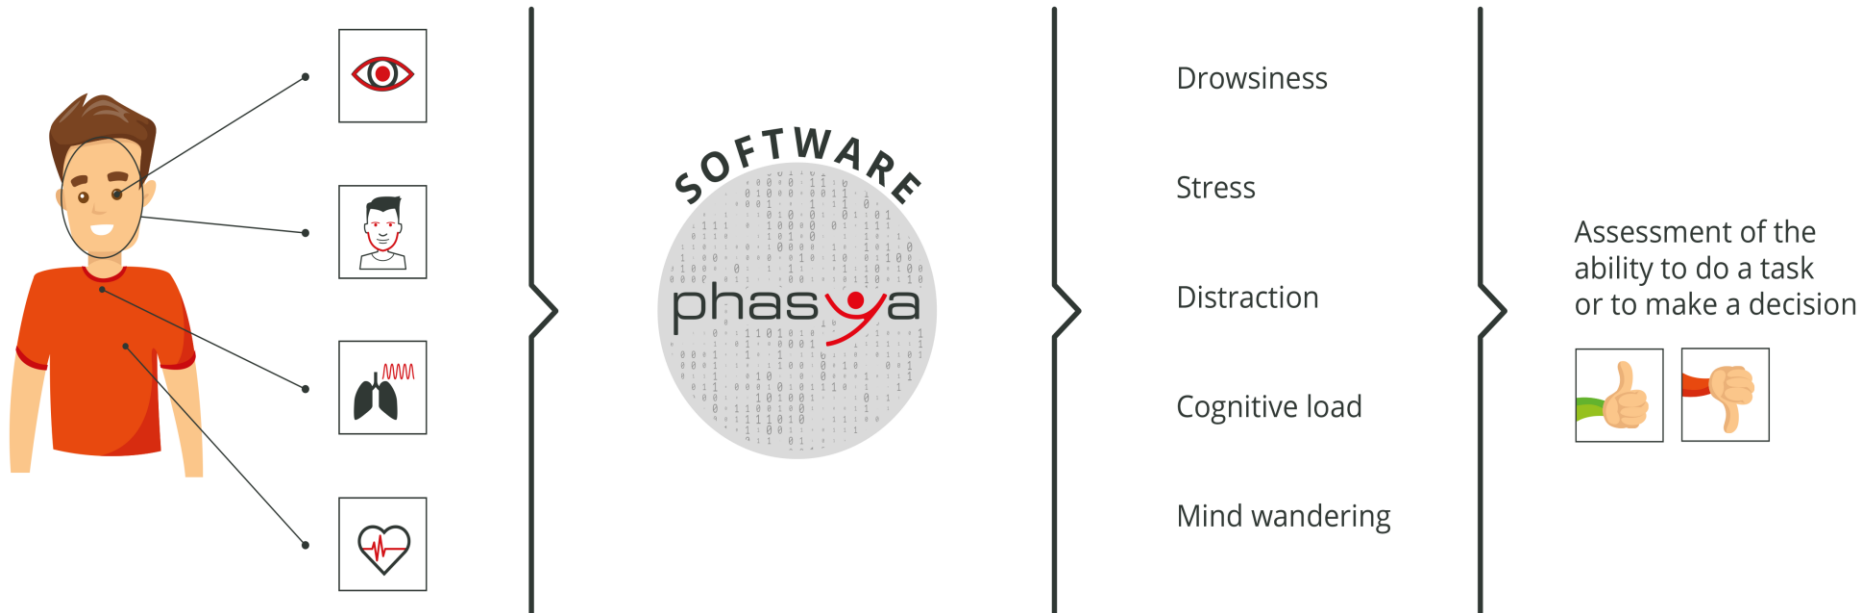 SOFTWARE
phasya
Drowsiness
Stress
Distraction
Cognitive load
Mind wandering
Assessment of the
ability to do a task
or to make a decision